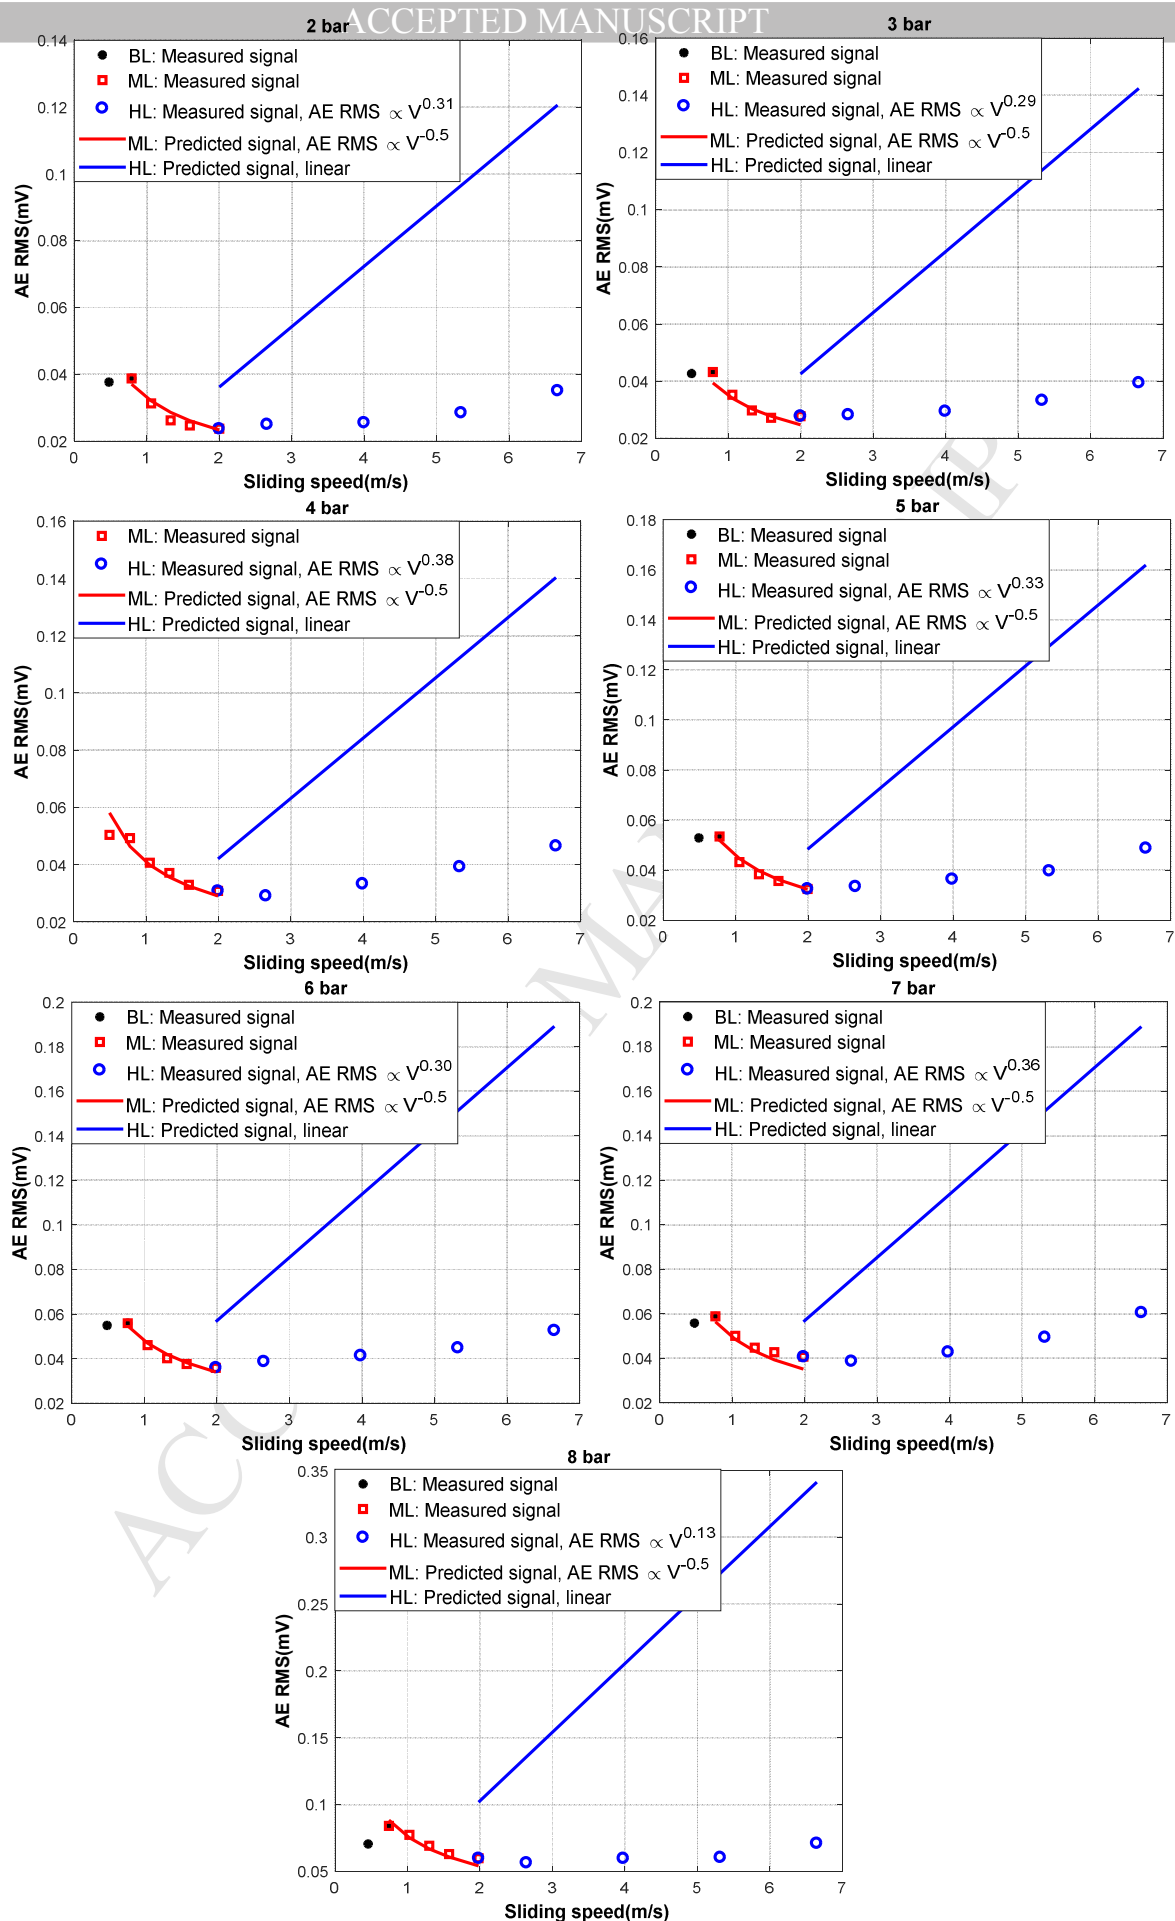 ACCEPTED MANUSCRIPT
2 bar
0.14
0.12
0.1
0.08
0.06
0.04
0.02
AE RMS(mV)
BL: Measured signal
ML: Measured signal
HL: Measured signal, AE RMS ∝ V^0.31
ML: Predicted signal, AE RMS ∝ V^-0.5
HL: Predicted signal, linear
0 1 2 3 4 5 6 7
Sliding speed(m/s)
3 bar
0.16
0.14
0.12
0.1
0.08
0.06
0.04
0.02
AE RMS(mV)
BL: Measured signal
ML: Measured signal
HL: Measured signal, AE RMS ∝ V^0.29
ML: Predicted signal, AE RMS ∝ V^-0.5
HL: Predicted signal, linear
0 1 2 3 4 5 6 7
Sliding speed(m/s)
4 bar
0.16
0.14
0.12
0.1
0.08
0.06
0.04
0.02
AE RMS(mV)
ML: Measured signal
HL: Measured signal, AE RMS ∝ V^0.38
ML: Predicted signal, AE RMS ∝ V^-0.5
HL: Predicted signal, linear
0 1 2 3 4 5 6 7
Sliding speed(m/s)
5 bar
0.18
0.16
0.14
0.12
0.1
0.08
0.06
0.04
0.02
AE RMS(mV)
BL: Measured signal
ML: Measured signal
HL: Measured signal, AE RMS ∝ V^0.33
ML: Predicted signal, AE RMS ∝ V^-0.5
HL: Predicted signal, linear
0 1 2 3 4 5 6 7
Sliding speed(m/s)
6 bar
0.2
0.18
0.16
0.14
0.12
0.1
0.08
0.06
0.04
0.02
AE RMS(mV)
BL: Measured signal
ML: Measured signal
HL: Measured signal, AE RMS ∝ V^0.30
ML: Predicted signal, AE RMS ∝ V^-0.5
HL: Predicted signal, linear
0 1 2 3 4 5 6 7
Sliding speed(m/s)
7 bar
0.2
0.18
0.16
0.14
0.12
0.1
0.08
0.06
0.04
0.02
AE RMS(mV)
BL: Measured signal
ML: Measured signal
HL: Measured signal, AE RMS ∝ V^0.36
ML: Predicted signal, AE RMS ∝ V^-0.5
HL: Predicted signal, linear
0 1 2 3 4 5 6 7
Sliding speed(m/s)
8 bar
0.35
0.3
0.25
0.2
0.15
0.1
0.05
AE RMS(mV)
BL: Measured signal
ML: Measured signal
HL: Measured signal, AE RMS ∝ V^0.13
ML: Predicted signal, AE RMS ∝ V^-0.5
HL: Predicted signal, linear
0 1 2 3 4 5 6 7
Sliding speed(m/s)